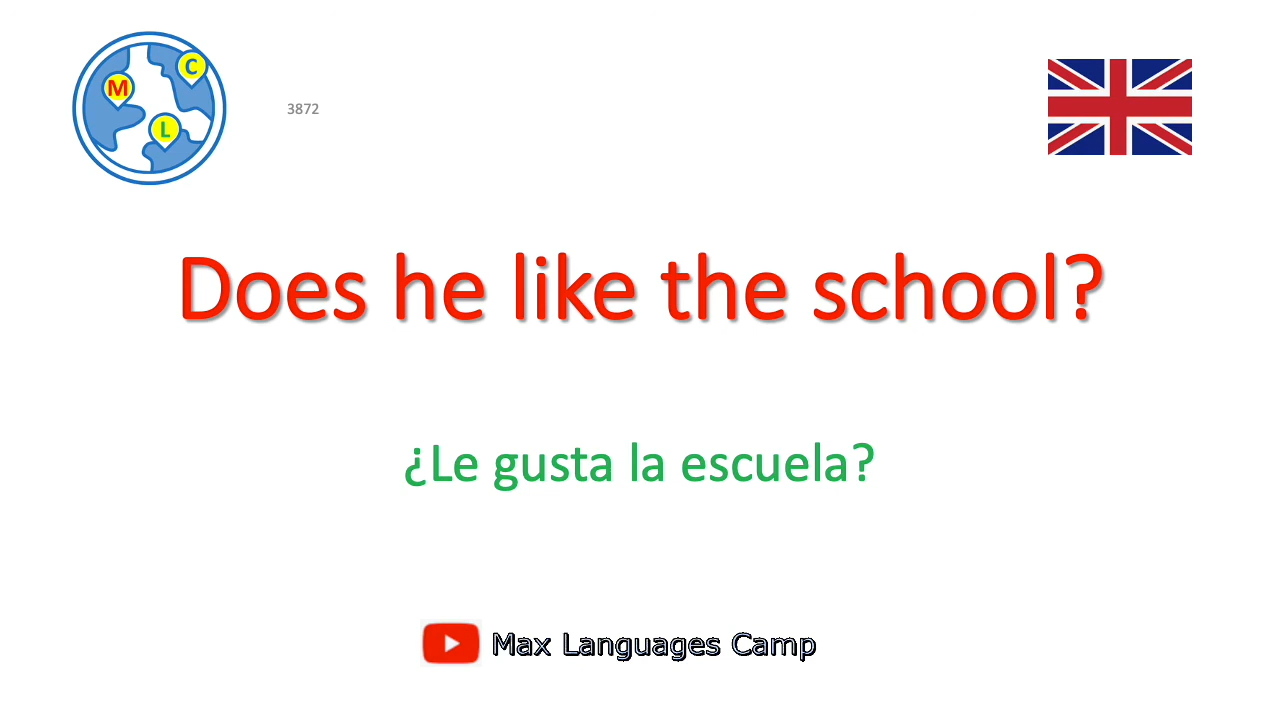 C
M
3872
L
Does he like the school?
¿Le gusta la escuela?
Max Languages Camp